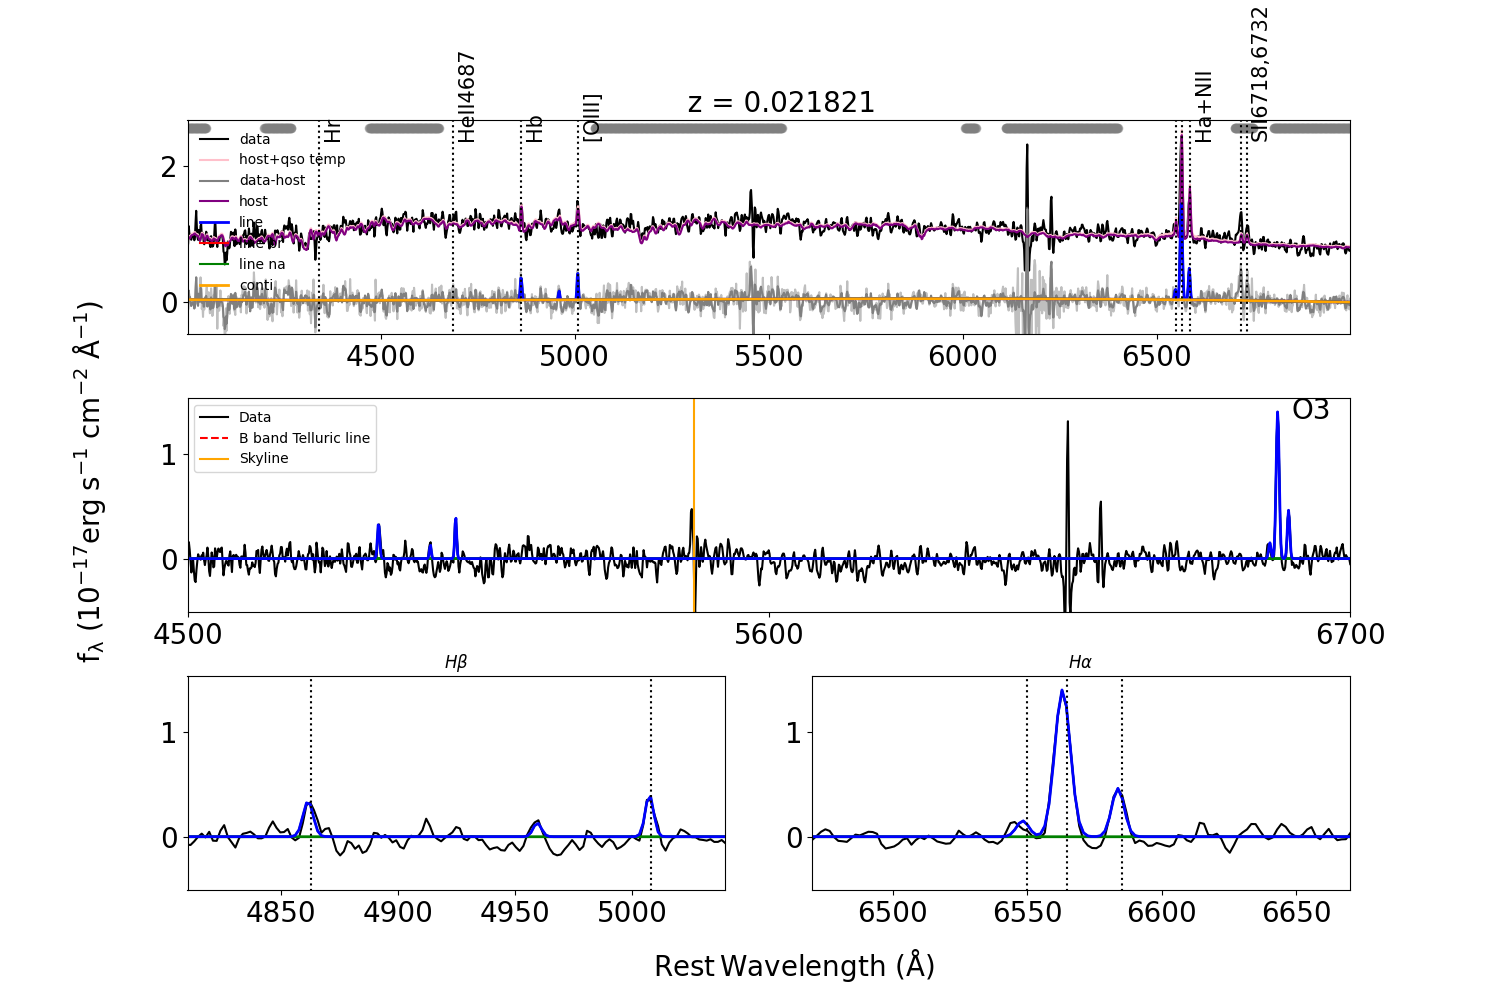 z = 0.021821
Hr
HeII4687
Hb
[OIII]
Ha+NII
SII6718,6732
data
host+qso temp
data-host
host
line
line na
conti
2
0
4500 5000 5500 6000 6500
fλ (10⁻¹⁷erg s⁻¹ cm⁻² Å⁻¹)
Data
B band Telluric line
Skyline
O3
1
0
4500 5600 6700
Hβ
1
0
4850 4900 4950 5000
Hα
1
0
6500 6550 6600 6650
Rest Wavelength (Å)